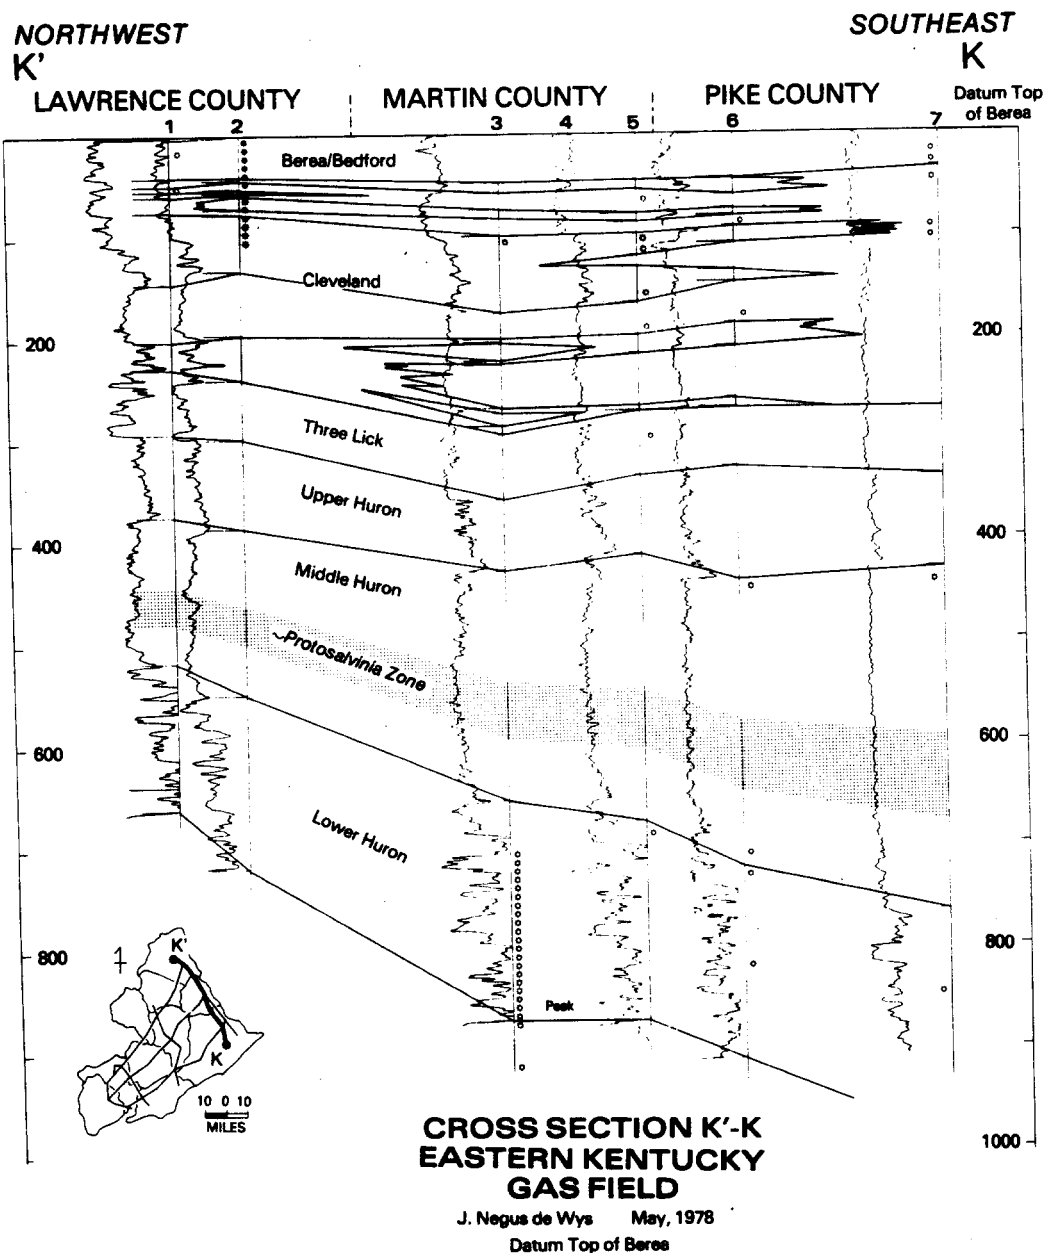 NORTHWEST
SOUTHEAST
K'
K
LAWRENCE COUNTY
MARTIN COUNTY
PIKE COUNTY
Datum Top
of Berea
1
2
3
4
5
6
7
Berea/Bedford
Cleveland
200
200
Three Lick
Upper Huron
400
400
Middle Huron
Protosalvinia Zone
600
600
Lower Huron
800
800
Peak
K'
K
10 0 10
MILES
1000
CROSS SECTION K'-K
EASTERN KENTUCKY
GAS FIELD
J. Negus de Wys May, 1978
Datum Top of Berea